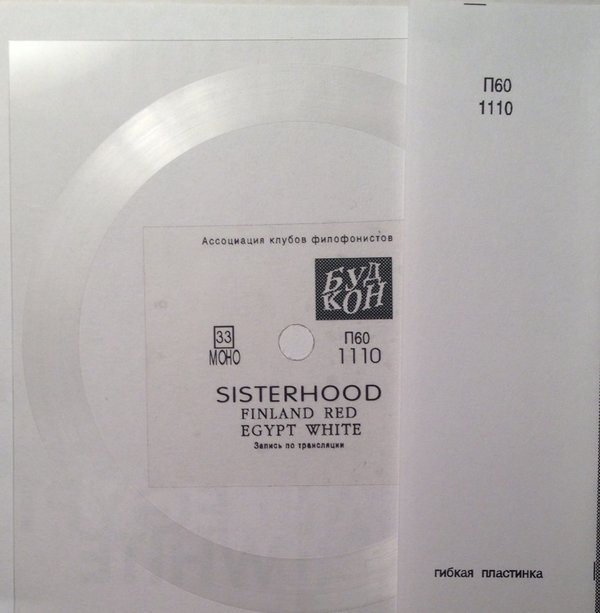 П60
1110
Ассоциация клубов филофонистов
БУД
КОН
33
МОНО
П60
1110
SISTERHOOD
FINLAND RED
EGYPT WHITE
Запись по трансляции
гибкая пластинка